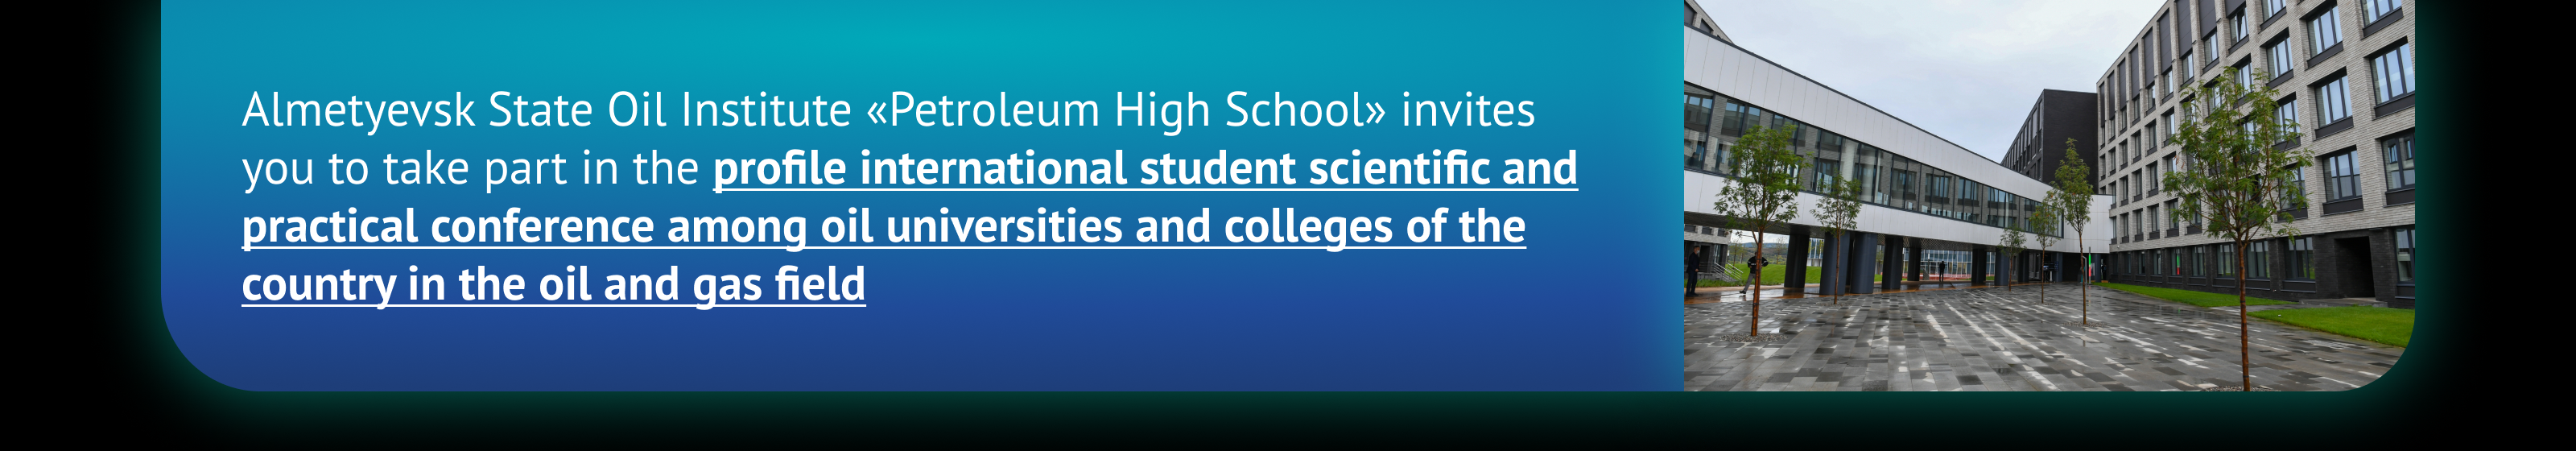 Almetyevsk State Oil Institute «Petroleum High School» invites
you to take part in the profile international student scientific and
practical conference among oil universities and colleges of the
country in the oil and gas field